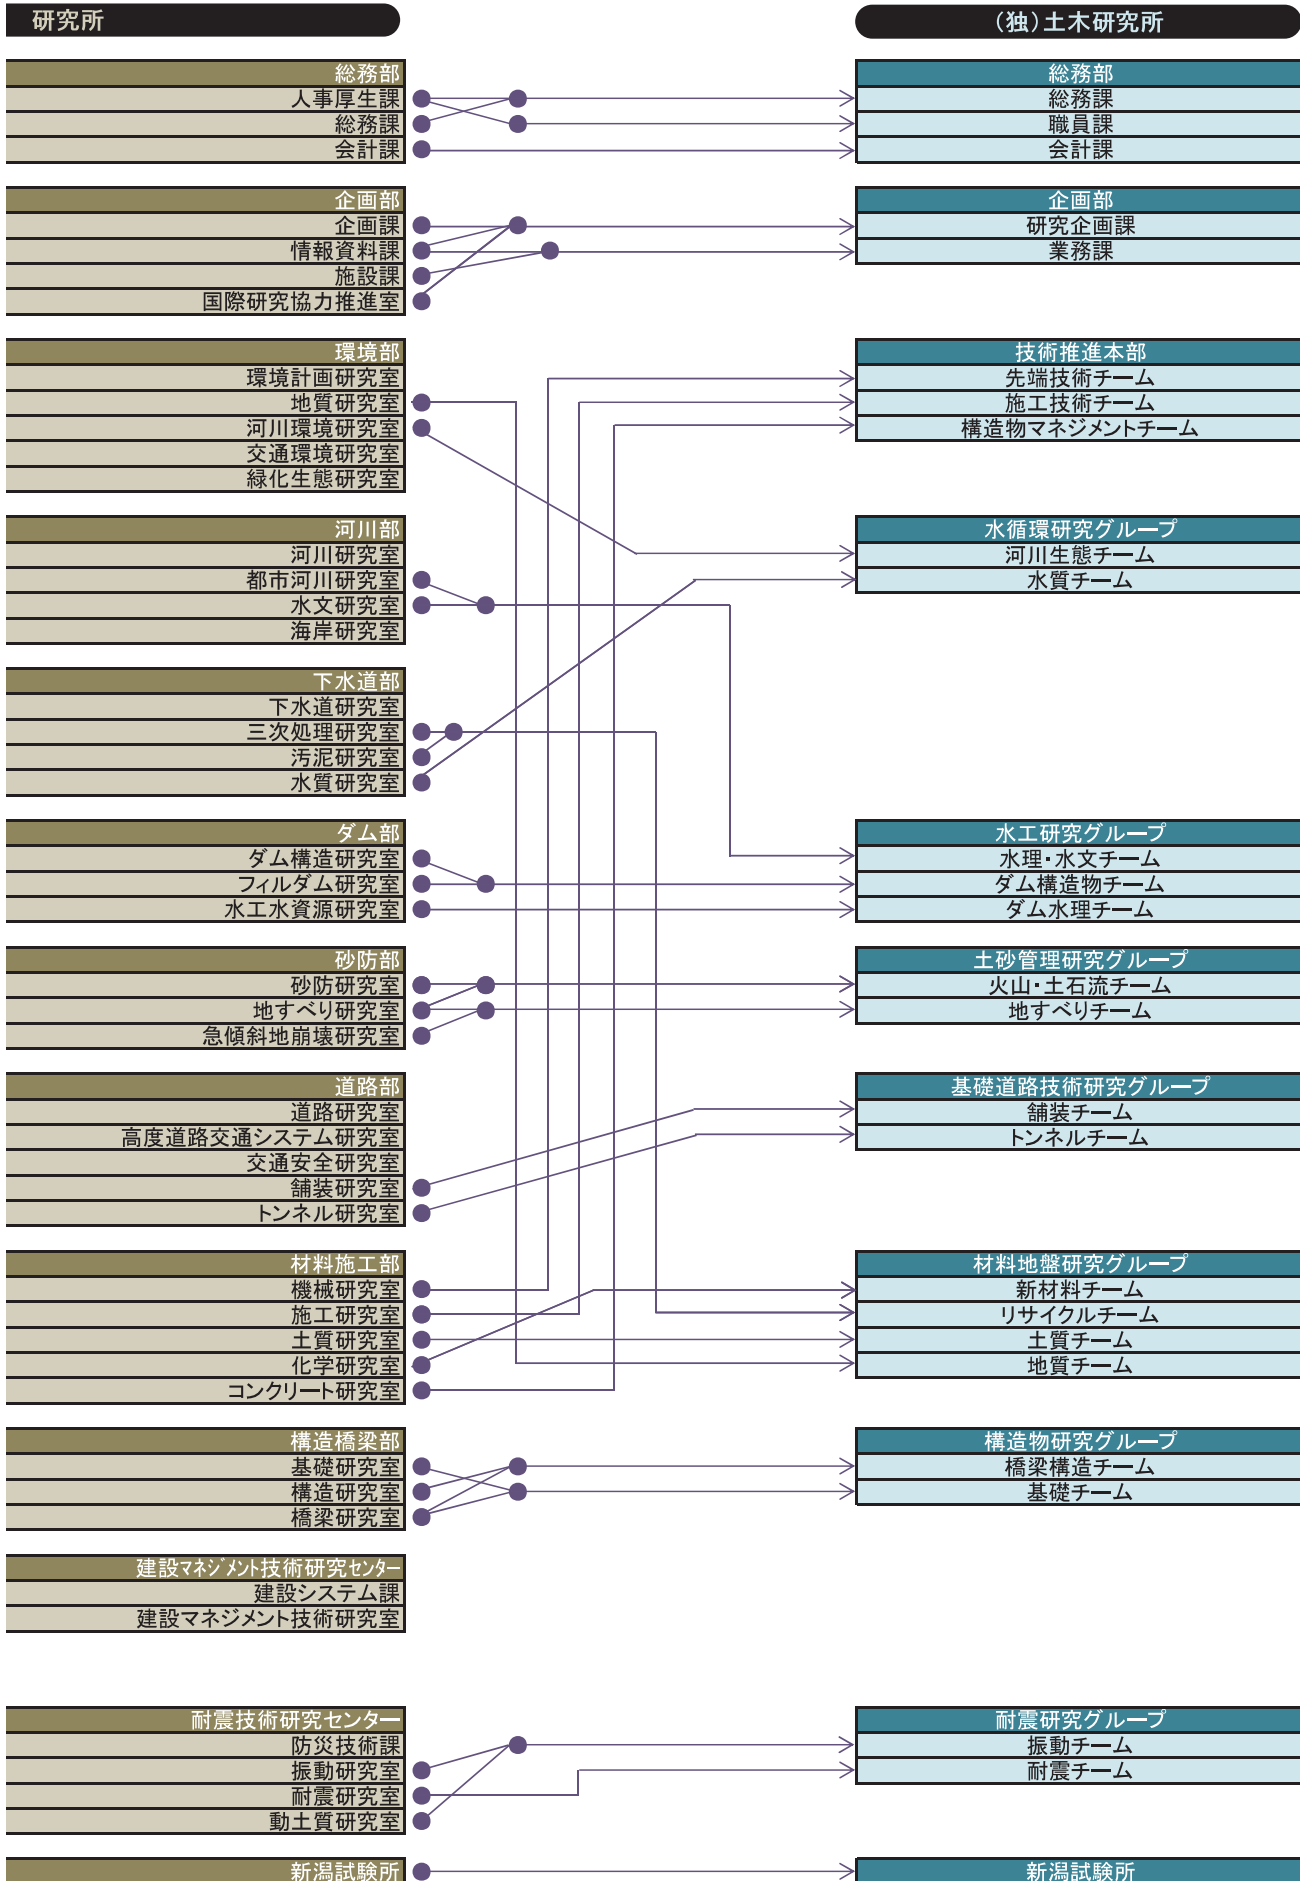 研究所
総務部
人事厚生課
総務課
会計課
企画部
企画課
情報資料課
施設課
国際研究協力推進室
環境部
環境計画研究室
地質研究室
河川環境研究室
交通環境研究室
緑化生態研究室
河川部
河川研究室
都市河川研究室
水文研究室
海岸研究室
下水道部
下水道研究室
三次処理研究室
汚泥研究室
水質研究室
ダム部
ダム構造研究室
フィルダム研究室
水工水資源研究室
砂防部
砂防研究室
地すべり研究室
急傾斜地崩壊研究室
道路部
道路研究室
高度道路交通システム研究室
交通安全研究室
舗装研究室
トンネル研究室
材料施工部
機械研究室
施工研究室
土質研究室
化学研究室
コンクリート研究室
構造橋梁部
基礎研究室
構造研究室
橋梁研究室
建設マネジメント技術研究センター
建設システム課
建設マネジメント技術研究室
耐震技術研究センター
防災技術課
振動研究室
耐震研究室
動土質研究室
新潟試験所
（独）土木研究所
総務部
総務課
職員課
会計課
企画部
研究企画課
業務課
技術推進本部
先端技術チーム
施工技術チーム
構造物マネジメントチーム
水循環研究グループ
河川生態チーム
水質チーム
水工研究グループ
水理・水文チーム
ダム構造物チーム
ダム水理チーム
土砂管理研究グループ
火山・土石流チーム
地すべりチーム
基礎道路技術研究グループ
舗装チーム
トンネルチーム
材料地盤研究グループ
新材料チーム
リサイクルチーム
土質チーム
地質チーム
構造物研究グループ
橋梁構造チーム
基礎チーム
耐震研究グループ
振動チーム
耐震チーム
新潟試験所